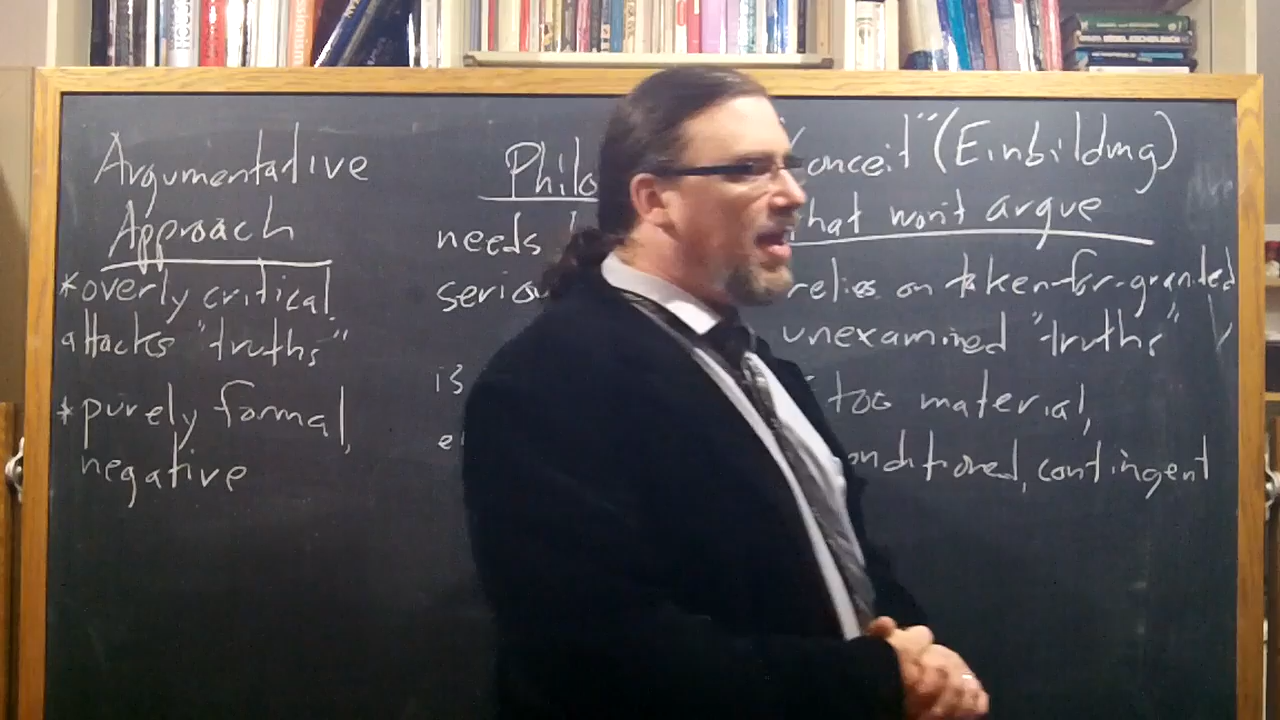 Argumentative
Approach
*overly critical
attacks "truths"
*purely formal,
negative
Philo
needs
seriou
is
"conceit" (Einbildung)
that won't argue
relies on taken-for-granted
unexamined "truths"
too material,
conditioned, contingent